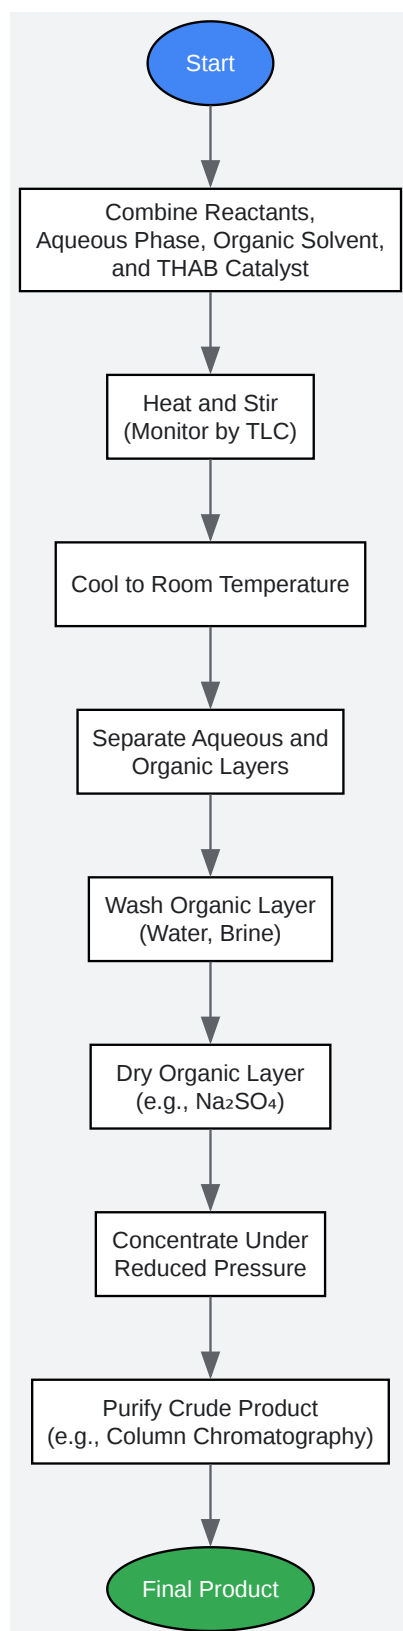 Start
Combine Reactants,
Aqueous Phase, Organic Solvent,
and THAB Catalyst
Heat and Stir
(Monitor by TLC)
Cool to Room Temperature
Separate Aqueous and
Organic Layers
Wash Organic Layer
(Water, Brine)
Dry Organic Layer
(e.g., Na₂SO₄)
Concentrate Under
Reduced Pressure
Purify Crude Product
(e.g., Column Chromatography)
Final Product